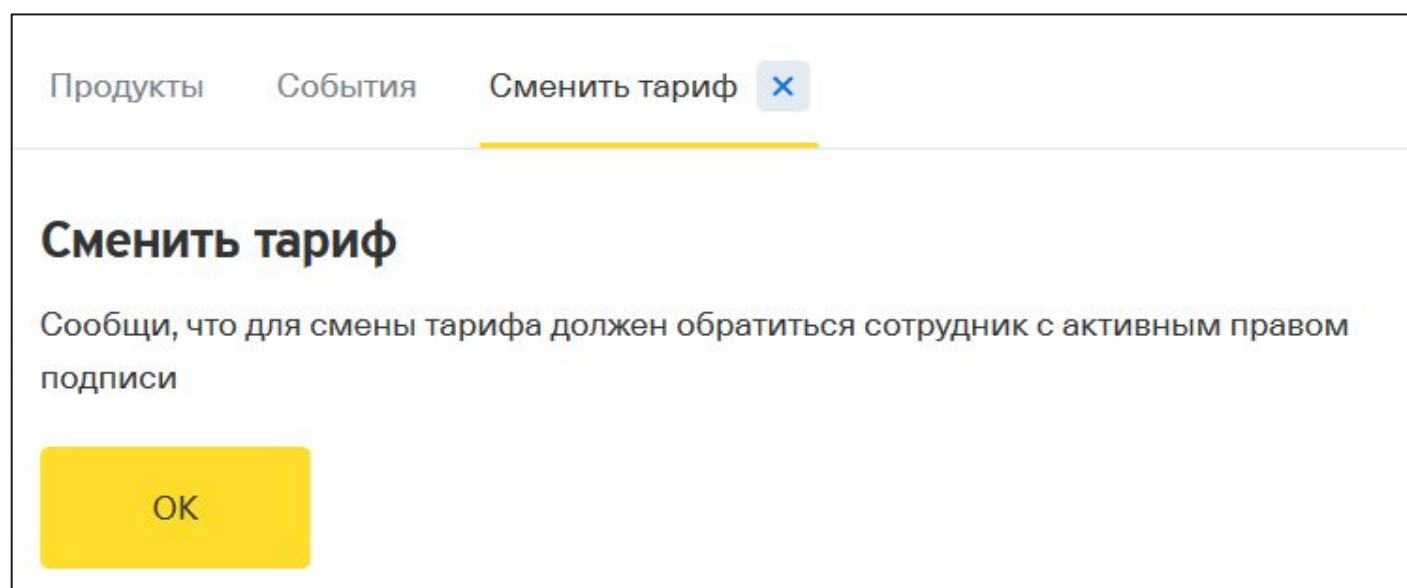 Продукты События Сменить тариф
Сменить тариф
Сообщи, что для смены тарифа должен обратиться сотрудник с активным правом
подписи
ОК